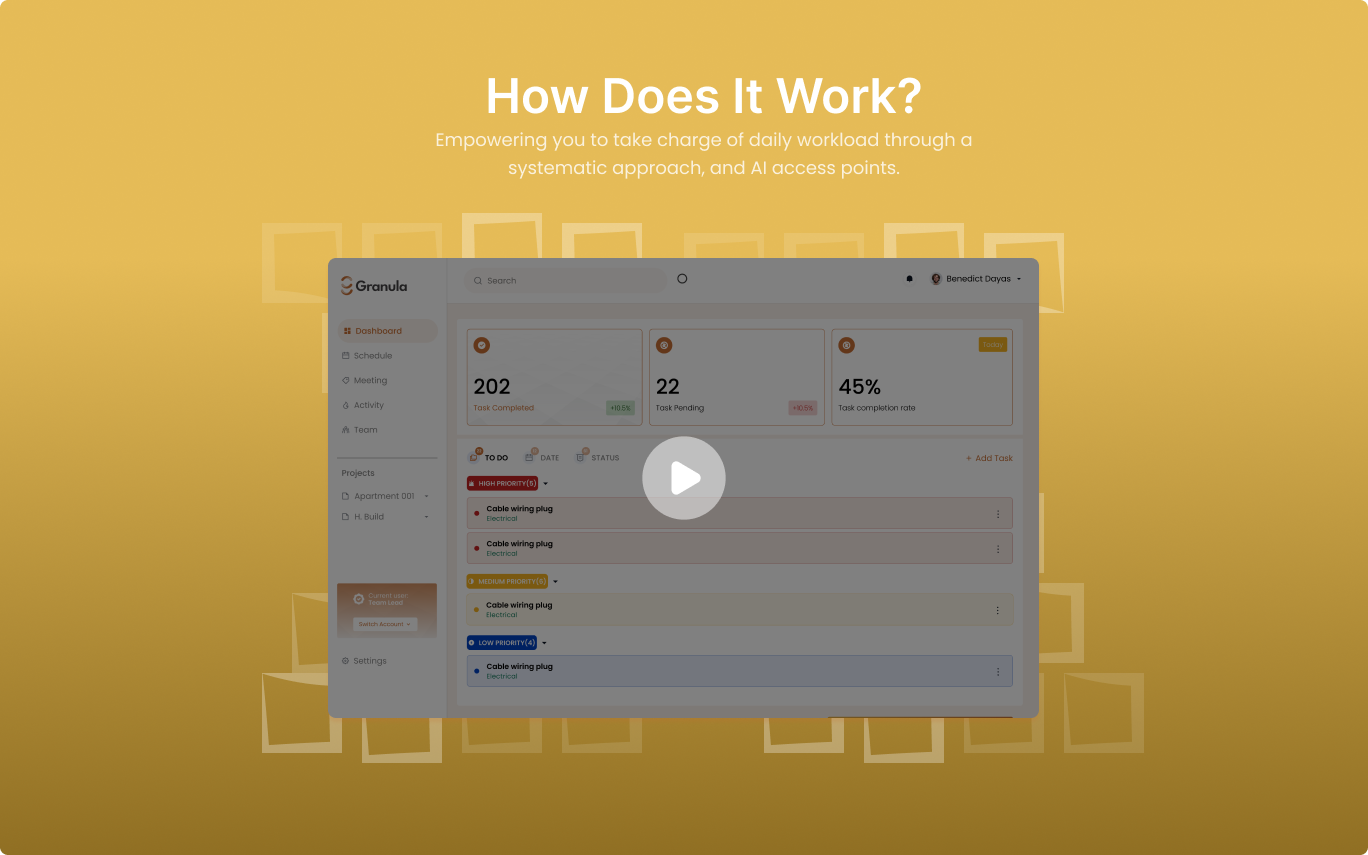 How Does It Work?
Empowering you to take charge of daily workload through a
systematic approach, and AI access points.
Granula
Search
Benedict Dayas
Dashboard
Schedule
Meeting
Activity
Team
Projects
Apartment 001
H. Build
Current user:
Team Lead
Switch Account
Settings
202
Task Completed
+10.5%
22
Task Pending
+10.5%
Today
45%
Task completion rate
TO DO
DATE
STATUS
+ Add Task
HIGH PRIORITY(5)
Cable wiring plug
Electrical
Cable wiring plug
Electrical
MEDIUM PRIORITY(6)
Cable wiring plug
Electrical
LOW PRIORITY(4)
Cable wiring plug
Electrical